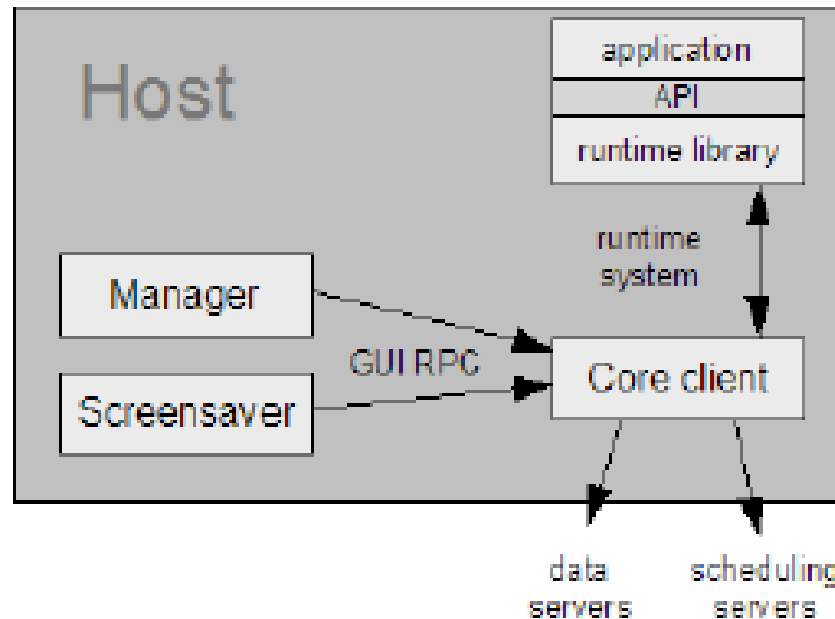 Host
application
API
runtime library
runtime
system
Manager
GUI RPC
Core client
Screensaver
data
servers
scheduling
servers